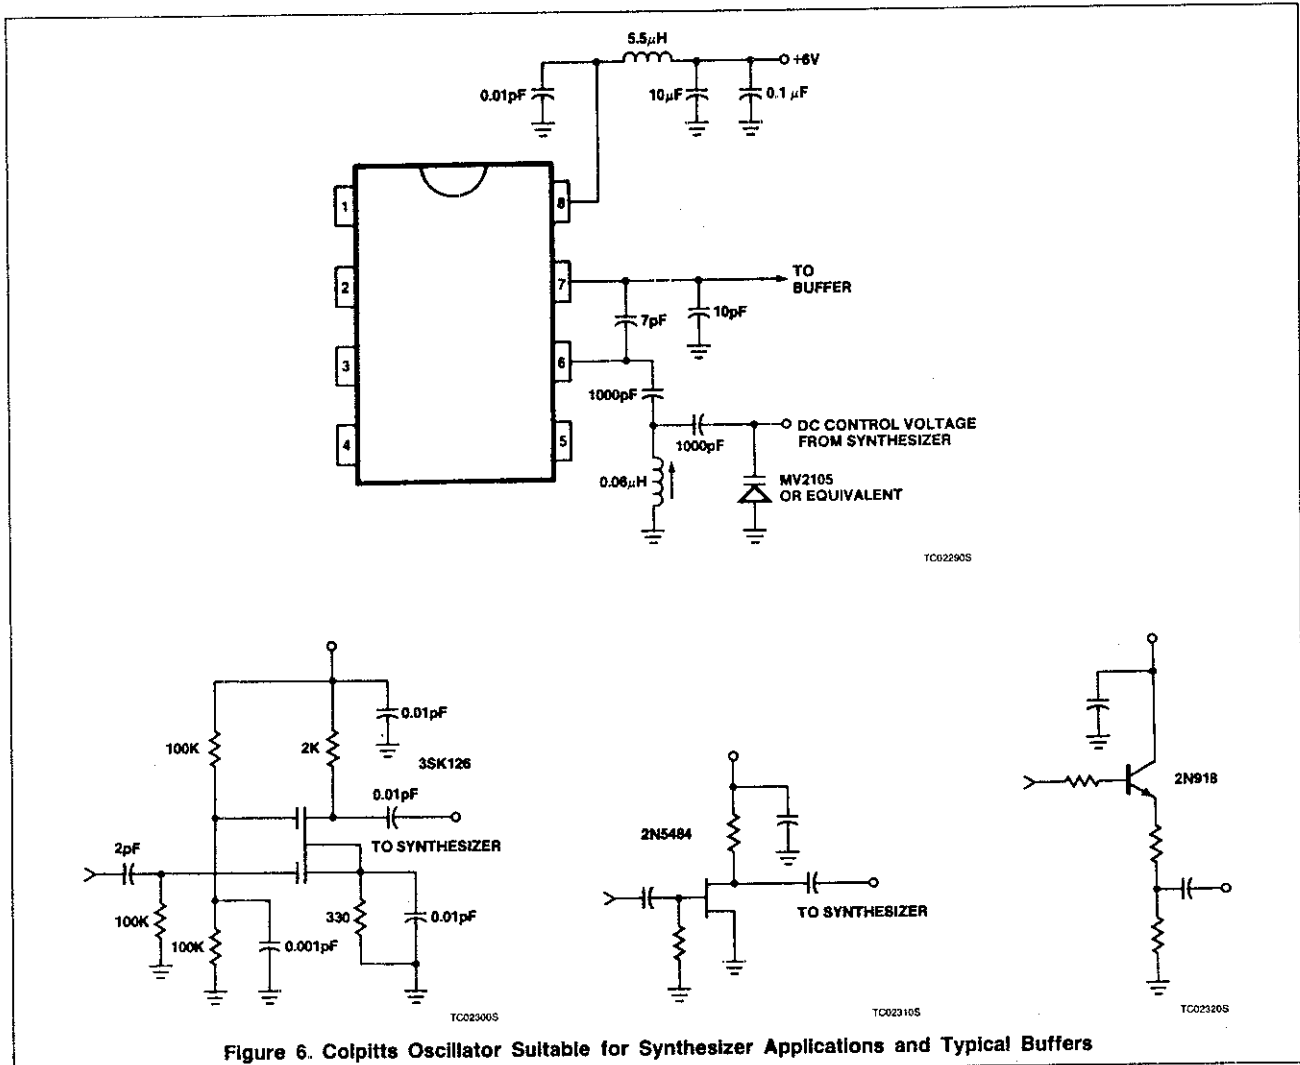 5.5µH
+6V
0.01pF
10µF
0.1 µF
1
8
2
7
TO
BUFFER
7pF
10pF
3
6
1000pF
4
5
1000pF
DC CONTROL VOLTAGE
FROM SYNTHESIZER
0.06µH
MV2105
OR EQUIVALENT
TC02290S
100K
2K
0.01pF
3SK126
0.01pF
TO SYNTHESIZER
2pF
100K
100K
0.001pF
330
0.01pF
TC02300S
2N5484
TO SYNTHESIZER
TC02310S
2N918
TC02320S
Figure 6. Colpitts Oscillator Suitable for Synthesizer Applications and Typical Buffers